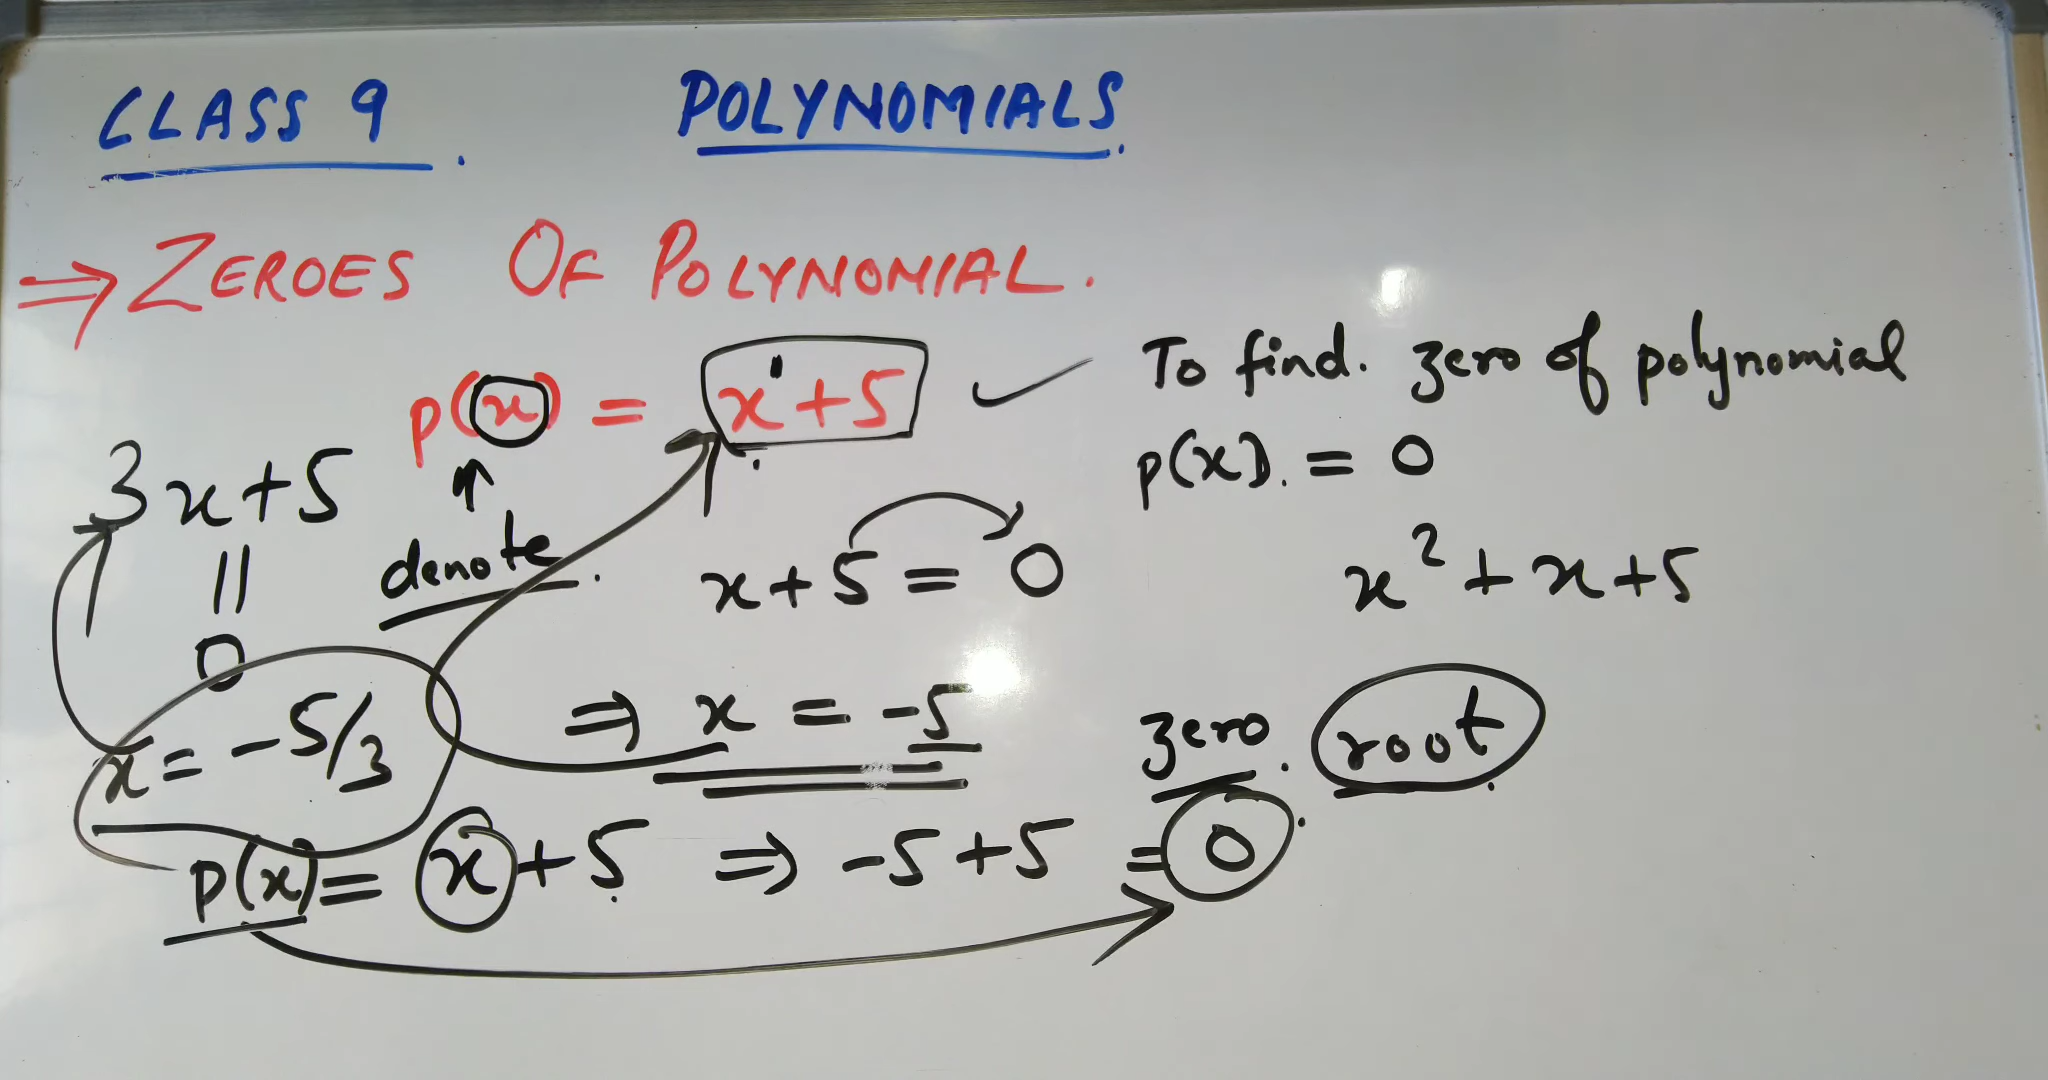 CLASS 9. POLYNOMIALS.
⇒ ZEROES OF POLYNOMIAL.
p(x) = x¹+5 ✓
To find. zero of polynomial
p(x). = 0
3x+5
||
0
x = -5/3
↑
denote.
x+5 = 0
⇒ x = -5
x² + x + 5
zero. root.
p(x) = x+5 ⇒ -5+5 = 0.